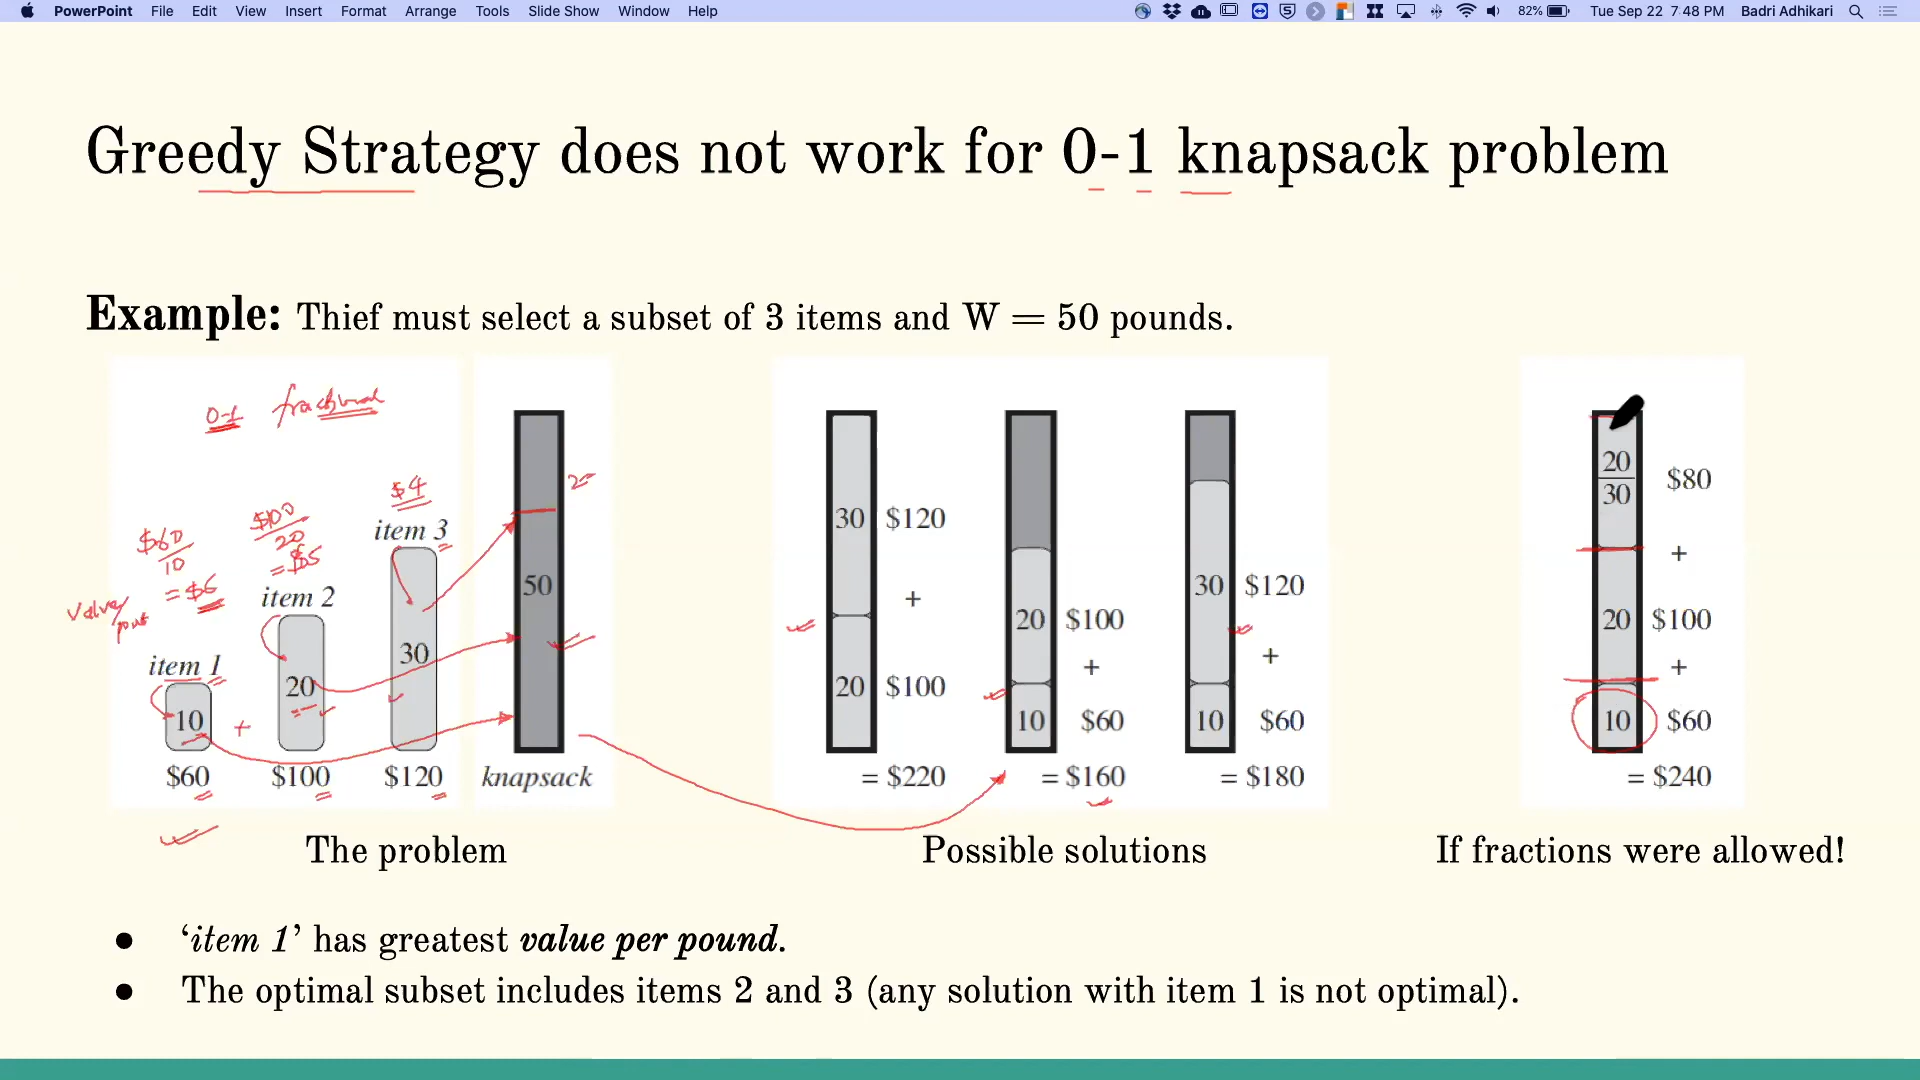 PowerPoint File Edit View Insert Format Arrange Tools Slide Show Window Help 82% Tue Sep 22 7:48 PM Badri Adhikari
Greedy Strategy does not work for 0-1 knapsack problem
Example: Thief must select a subset of 3 items and W = 50 pounds.
0-1 fractional
$60
10
= $6
value/
$100
20
= $5
$4
item 1
10
$60
+
item 2
20
$100
item 3
30
$120
50
knapsack
The problem
30 $120
+
20 $100
= $220
20 $100
+
10 $60
= $160
30 $120
+
10 $60
= $180
Possible solutions
20
30
$80
+
20 $100
+
10 $60
= $240
If fractions were allowed!
● ‘item 1’ has greatest value per pound.
● The optimal subset includes items 2 and 3 (any solution with item 1 is not optimal).